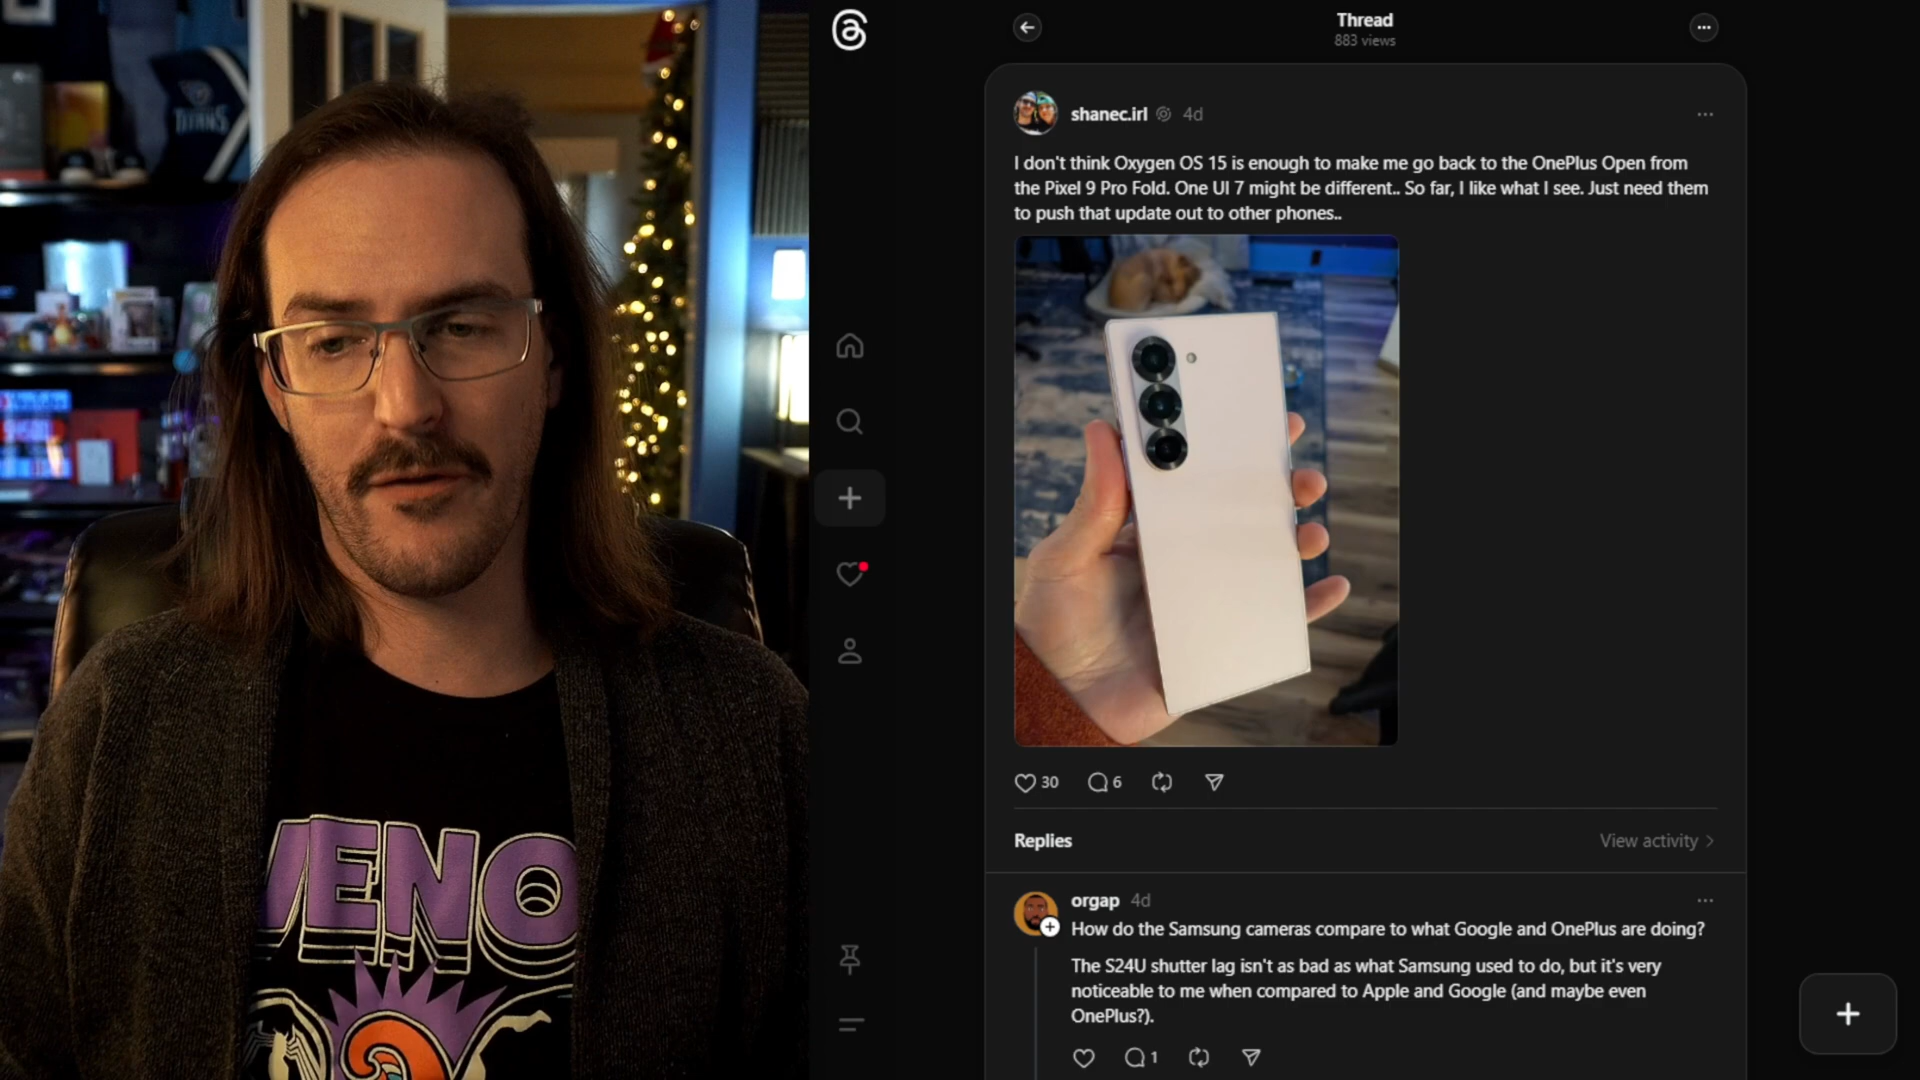 Thread
883 views
shanec.irl 4d
I don't think Oxygen OS 15 is enough to make me go back to the OnePlus Open from
the Pixel 9 Pro Fold. One UI 7 might be different.. So far, I like what I see. Just need them
to push that update out to other phones..
30 6
Replies
View activity
orgap 4d
How do the Samsung cameras compare to what Google and OnePlus are doing?
The S24U shutter lag isn't as bad as what Samsung used to do, but it's very
noticeable to me when compared to Apple and Google (and maybe even
OnePlus?).
1
TITANS
VENO